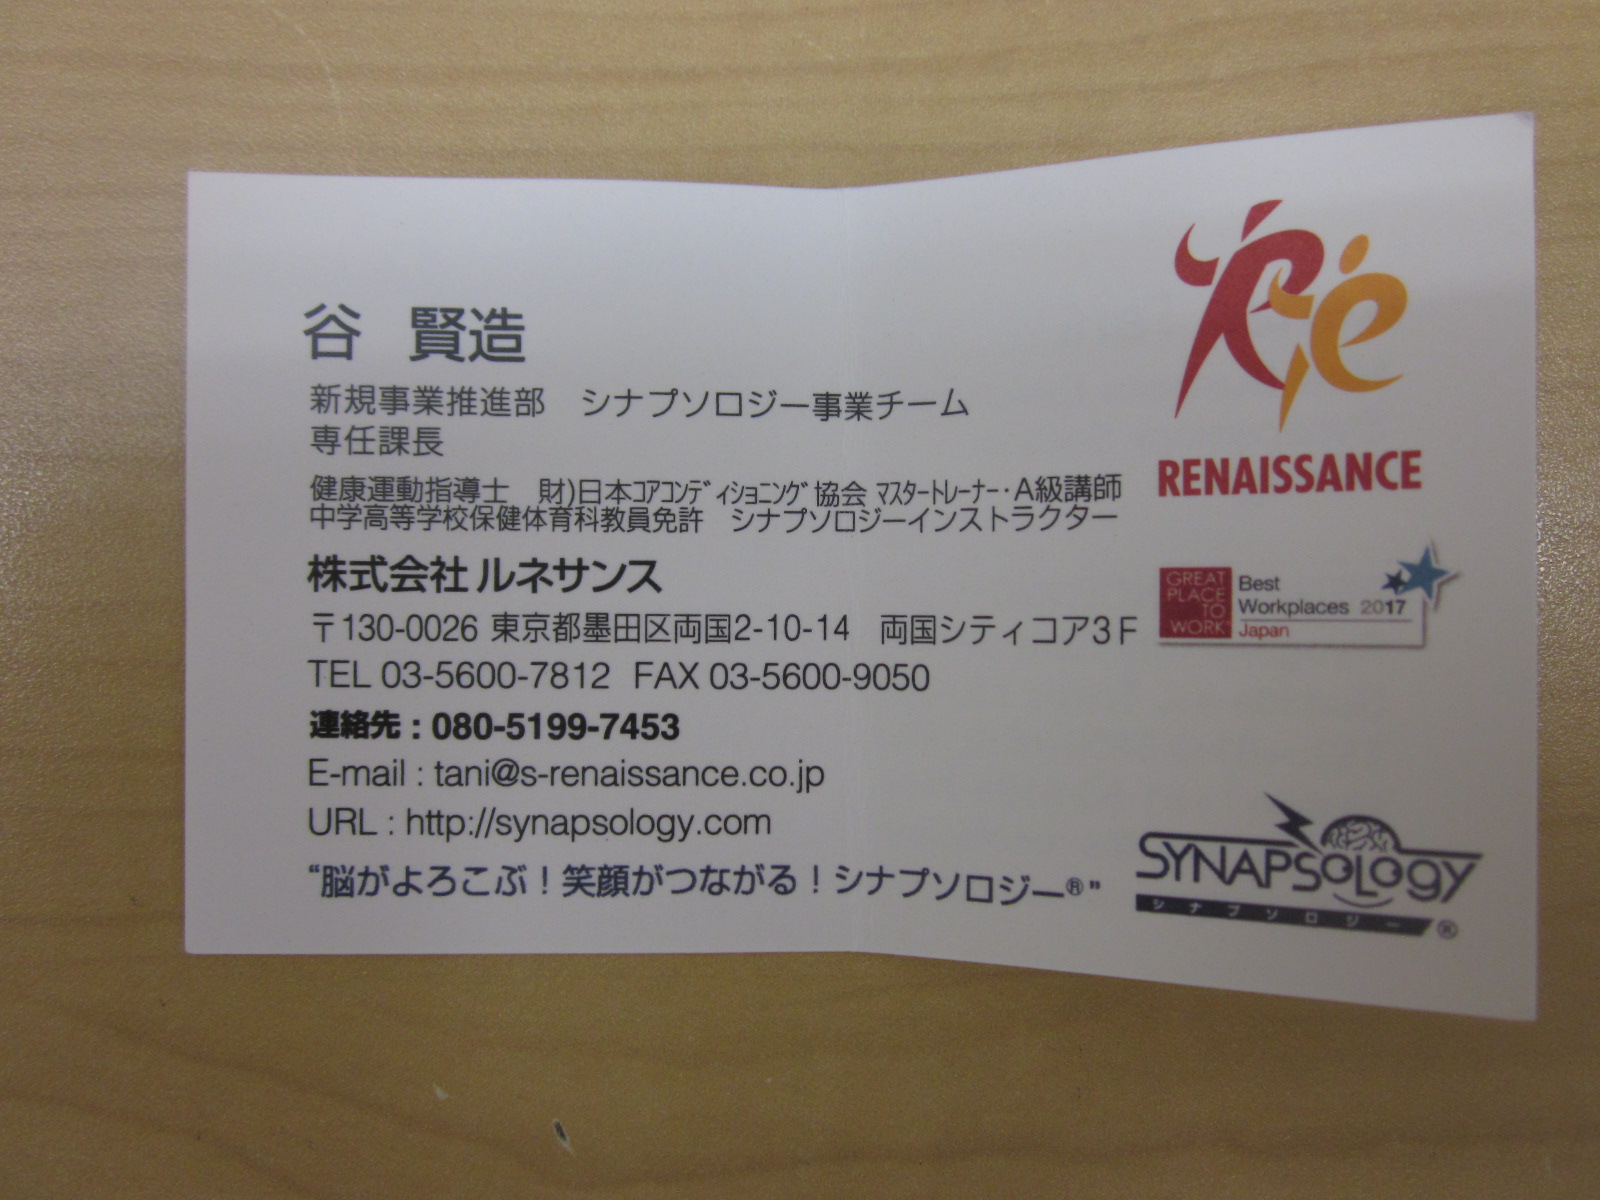 谷 賢造
新規事業推進部 シナプソロジー事業チーム
専任課長
健康運動指導士 財)日本ｺｱｺﾝﾃﾞｨｼｮﾆﾝｸﾞ協会 ﾏｽﾀｰﾄﾚｰﾅｰ・A級講師
中学高等学校保健体育科教員免許 シナプソロジーインストラクター
株式会社 ルネサンス
〒130-0026 東京都墨田区両国2-10-14 両国シティコア3F
TEL 03-5600-7812 FAX 03-5600-9050
連絡先 : 080-5199-7453
E-mail : tani@s-renaissance.co.jp
URL : http://synapsology.com
“脳がよろこぶ！笑顔がつながる！シナプソロジー®”
Re
RENAISSANCE
GREAT
PLACE
TO
WORK®
Best
Workplaces 2017
Japan
SYNAPSOLOGY
シナプソロジー ®